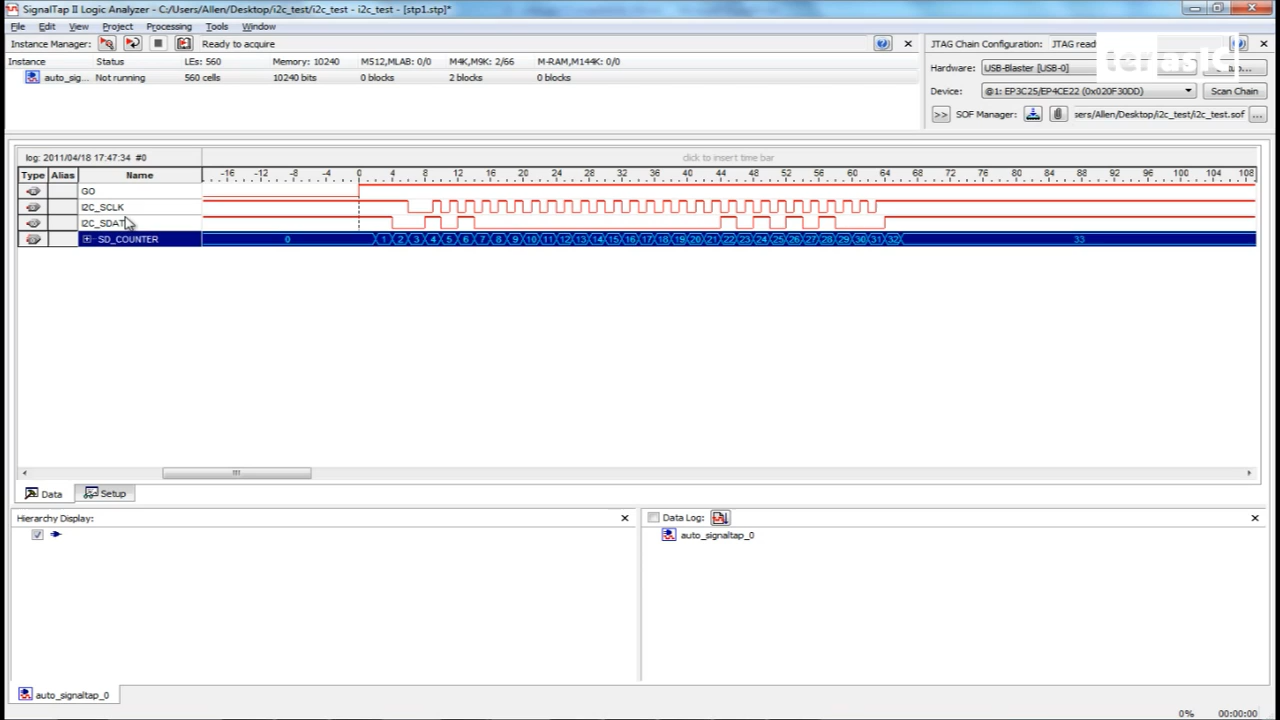 SignalTap II Logic Analyzer - C:/Users/Allen/Desktop/i2c_test/i2c_test - i2c_test - [stp1.stp]*
File Edit View Project Processing Tools Window
Instance Manager: Ready to acquire
JTAG Chain Configuration: JTAG ready
Instance Status LEs: 560 Memory: 10240 M512,MLAB: 0/0 M4K,M9K: 2/66 M-RAM,M144K: 0/0
auto_sig... Not running 560 cells 10240 bits 0 blocks 2 blocks 0 blocks
Hardware: USB-Blaster [USB-0]
Device: @1: EP3C25/EP4CE22 (0x020F30DD) Scan Chain
>> SOF Manager: sers/Allen/Desktop/i2c_test/i2c_test.sof ...
terasIC
log: 2011/04/18 17:47:34 #0 click to insert time bar
Type Alias Name -16 -12 -8 -4 0 4 8 12 16 20 24 28 32 36 40 44 48 52 56 60 64 68 72 76 80 84 88 92 96 100 104 108
GO
I2C_SCLK
I2C_SDAT
SD_COUNTER 0 1 2 3 4 5 6 7 8 9 10 11 12 13 14 15 16 17 18 19 20 21 22 23 24 25 26 27 28 29 30 31 32 33
Data Setup
Hierarchy Display:
Data Log:
auto_signaltap_0
auto_signaltap_0
0% 00:00:00